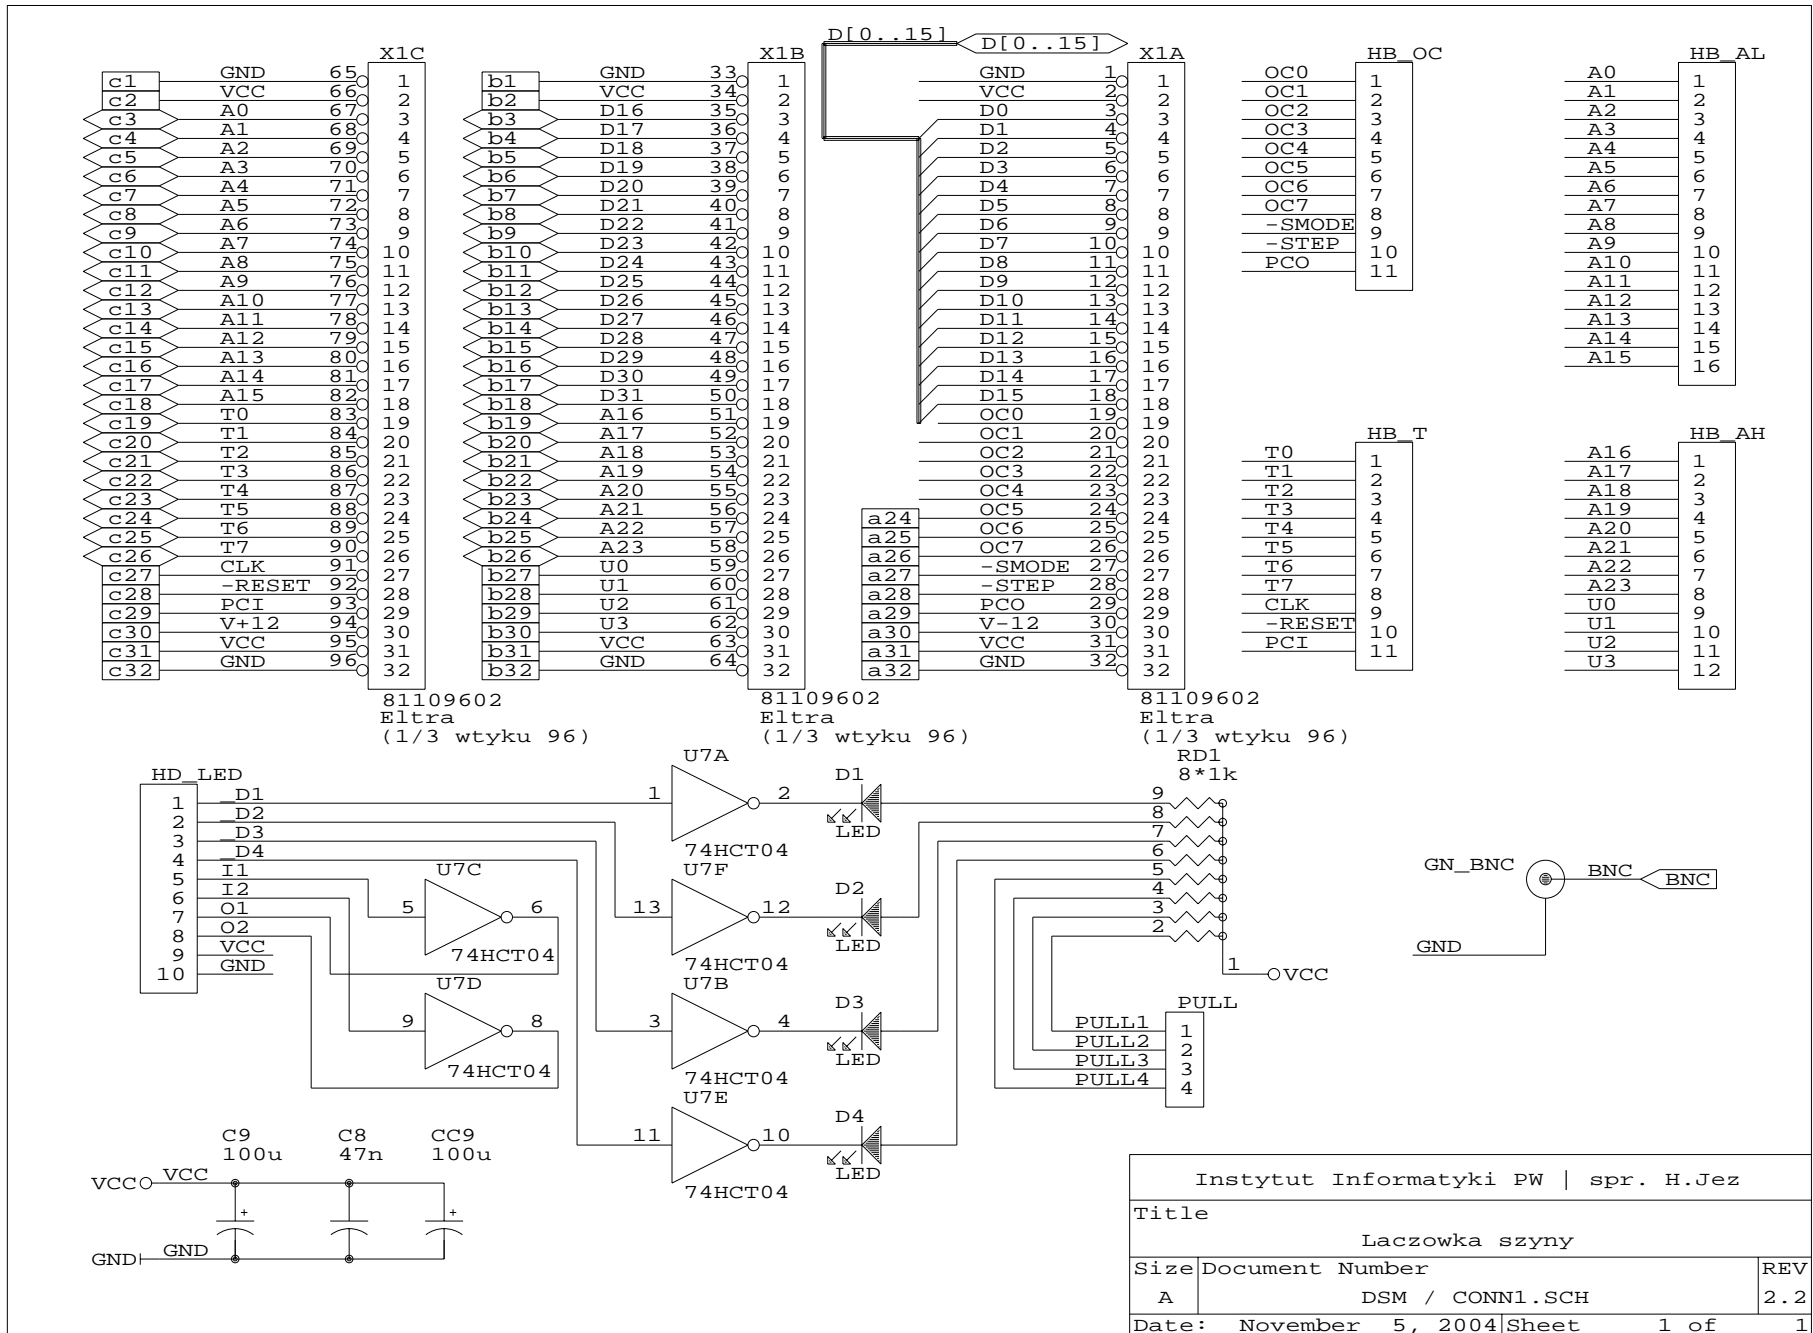 D[0..15] D[0..15]
X1C X1B X1A HB_OC HB_AL
c1 GND 65 1 b1 GND 33 1 GND 1 1 OC0 1 A0 1
c2 VCC 66 2 b2 VCC 34 2 VCC 2 2 OC1 2 A1 2
c3 A0 67 3 b3 D16 35 3 D0 3 3 OC2 3 A2 3
c4 A1 68 4 b4 D17 36 4 D1 4 4 OC3 4 A3 4
c5 A2 69 5 b5 D18 37 5 D2 5 5 OC4 5 A4 5
c6 A3 70 6 b6 D19 38 6 D3 6 6 OC5 6 A5 6
c7 A4 71 7 b7 D20 39 7 D4 7 7 OC6 7 A6 7
c8 A5 72 8 b8 D21 40 8 D5 8 8 OC7 8 A7 8
c9 A6 73 9 b9 D22 41 9 D6 9 9 -SMODE 9 A8 9
c10 A7 74 10 b10 D23 42 10 D7 10 10 -STEP 10 A9 10
c11 A8 75 11 b11 D24 43 11 D8 11 11 PCO 11 A10 11
c12 A9 76 12 b12 D25 44 12 D9 12 12 A11 12
c13 A10 77 13 b13 D26 45 13 D10 13 13 A12 13
c14 A11 78 14 b14 D27 46 14 D11 14 14 A13 14
c15 A12 79 15 b15 D28 47 15 D12 15 15 A14 15
c16 A13 80 16 b16 D29 48 16 D13 16 16 A15 16
c17 A14 81 17 b17 D30 49 17 D14 17 17
c18 A15 82 18 b18 D31 50 18 D15 18 18
c19 T0 83 19 b19 A16 51 19 OC0 19 19
c20 T1 84 20 b20 A17 52 20 OC1 20 20 HB_T HB_AH
c21 T2 85 21 b21 A18 53 21 OC2 21 21 T0 1 A16 1
c22 T3 86 22 b22 A19 54 22 OC3 22 22 T1 2 A17 2
c23 T4 87 23 b23 A20 55 23 OC4 23 23 T2 3 A18 3
c24 T5 88 24 b24 A21 56 24 a24 OC5 24 24 T3 4 A19 4
c25 T6 89 25 b25 A22 57 25 a25 OC6 25 25 T4 5 A20 5
c26 T7 90 26 b26 A23 58 26 a26 OC7 26 26 T5 6 A21 6
c27 CLK 91 27 b27 U0 59 27 a27 -SMODE 27 27 T6 7 A22 7
c28 -RESET 92 28 b28 U1 60 28 a28 -STEP 28 28 T7 8 A23 8
c29 PCI 93 29 b29 U2 61 29 a29 PCO 29 29 CLK 9 U0 9
c30 V+12 94 30 b30 U3 62 30 a30 V-12 30 30 -RESET 10 U1 10
c31 VCC 95 31 b31 VCC 63 31 a31 VCC 31 31 PCI 11 U2 11
c32 GND 96 32 b32 GND 64 32 a32 GND 32 32 U3 12
81109602 81109602 81109602
Eltra Eltra Eltra
(1/3 wtyku 96) (1/3 wtyku 96) (1/3 wtyku 96)
HD_LED
1 _D1
2 _D2
3 _D3
4 _D4
5 I1
6 I2
7 O1
8 O2
9 VCC
10 GND
U7C
5 6
74HCT04
U7D
9 8
74HCT04
U7A
1 2
74HCT04
D1
LED
U7F
13 12
74HCT04
D2
LED
U7B
3 4
74HCT04
D3
LED
U7E
11 10
74HCT04
D4
LED
RD1
8*1k
9
8
7
6
5
4
3
2
1 VCC
PULL
PULL1 1
PULL2 2
PULL3 3
PULL4 4
GN_BNC BNC BNC
GND
C9 C8 CC9
100u 47n 100u
VCC VCC
+ +
GND GND
Instytut Informatyki PW | spr. H.Jez
Title
Laczowka szyny
Size Document Number REV
A DSM / CONN1.SCH 2.2
Date: November 5, 2004 Sheet 1 of 1